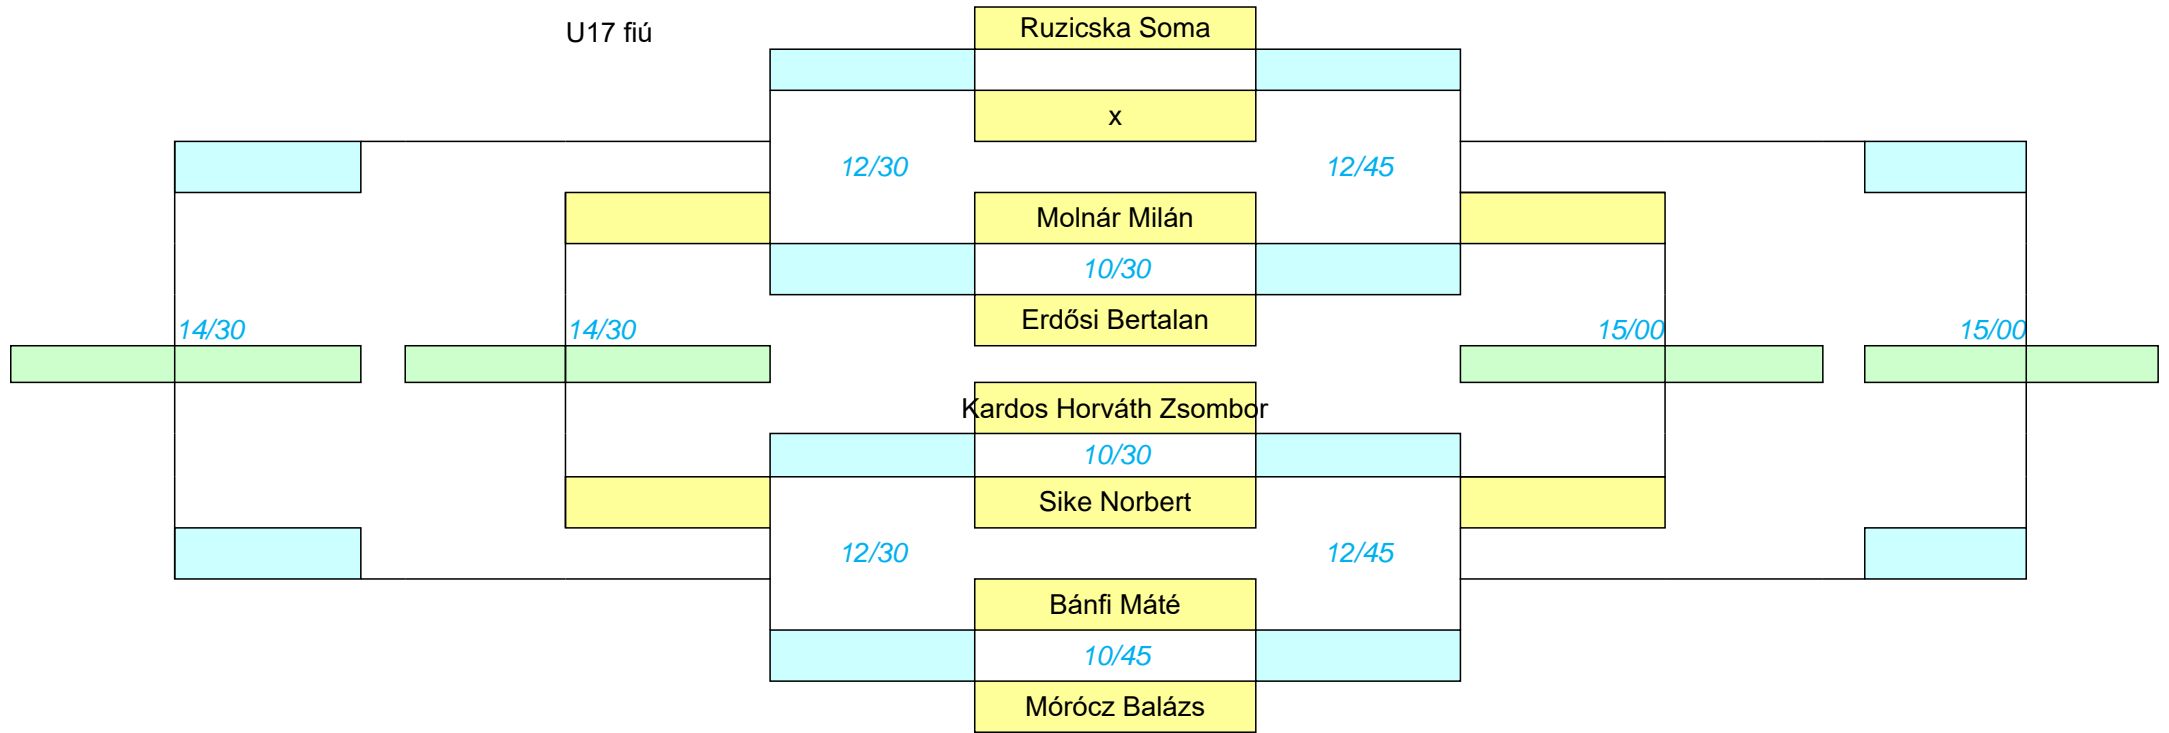 U17 fiú
Ruzicska Soma
x
12/30
12/45
Molnár Milán
10/30
Erdősi Bertalan
14/30
14/30
15/00
15/00
Kardos Horváth Zsombor
10/30
Sike Norbert
12/30
12/45
Bánfi Máté
10/45
Mórócz Balázs